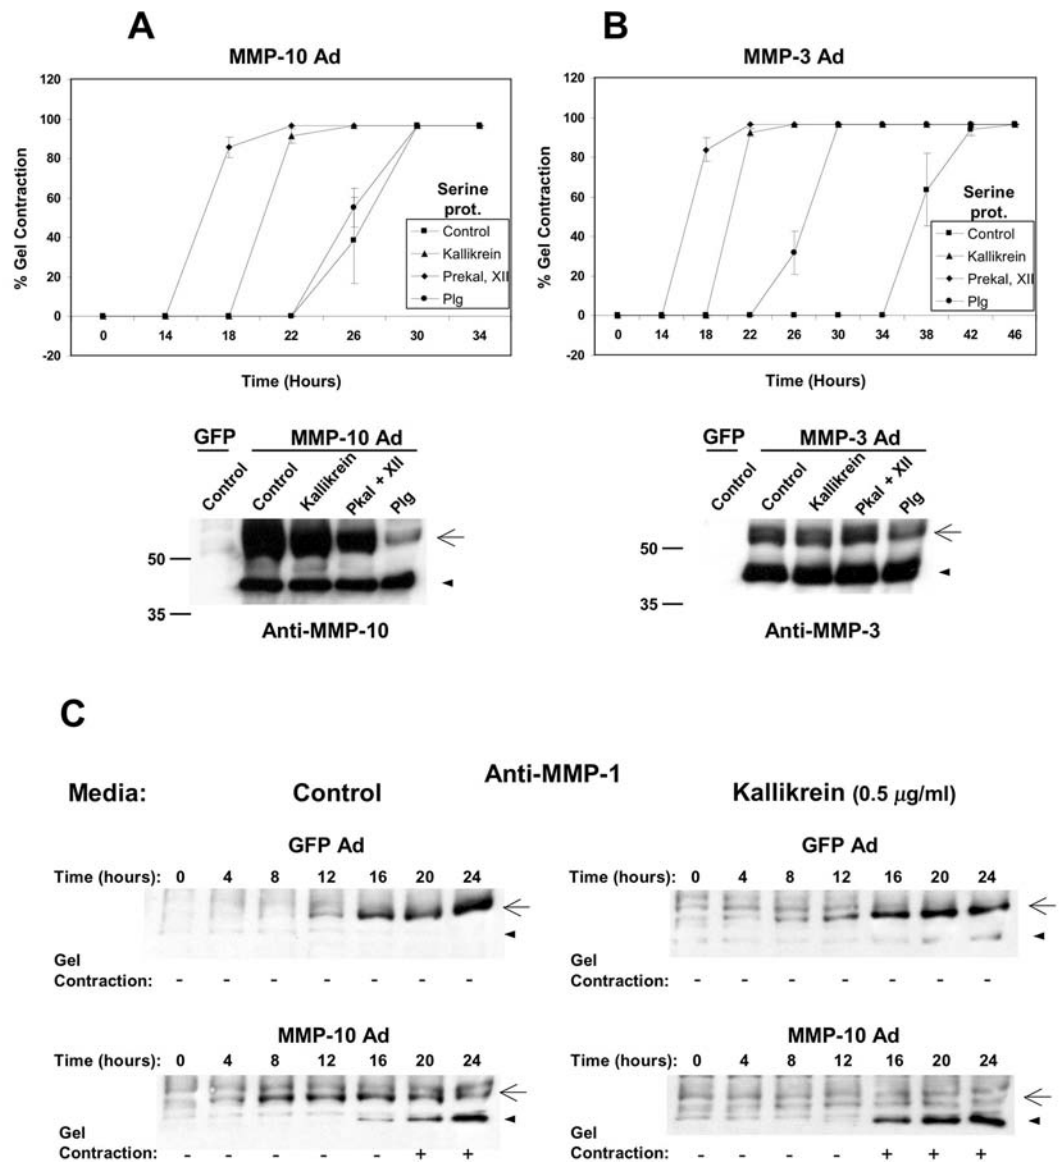 A
MMP-10 Ad
% Gel Contraction
120
100
80
60
40
20
0
-20
0 14 18 22 26 30 34
Time (Hours)
Serine
prot.
Control
Kallikrein
Prekal, XII
Plg
B
MMP-3 Ad
% Gel Contraction
120
100
80
60
40
20
0
-20
0 14 18 22 26 30 34 38 42 46
Time (Hours)
Serine
prot.
Control
Kallikrein
Prekal, XII
Plg
GFP MMP-10 Ad
Control Control Kallikrein Pkal + XII Plg
50
35
Anti-MMP-10
GFP MMP-3 Ad
Control Control Kallikrein Pkal + XII Plg
50
35
Anti-MMP-3
C
Anti-MMP-1
Media: Control Kallikrein (0.5 μg/ml)
GFP Ad
Time (hours): 0 4 8 12 16 20 24
Gel
Contraction: - - - - - - -
GFP Ad
Time (hours): 0 4 8 12 16 20 24
Gel
Contraction: - - - - - - -
MMP-10 Ad
Time (hours): 0 4 8 12 16 20 24
Gel
Contraction: - - - - - + +
MMP-10 Ad
Time (hours): 0 4 8 12 16 20 24
Gel
Contraction: - - - - + + +